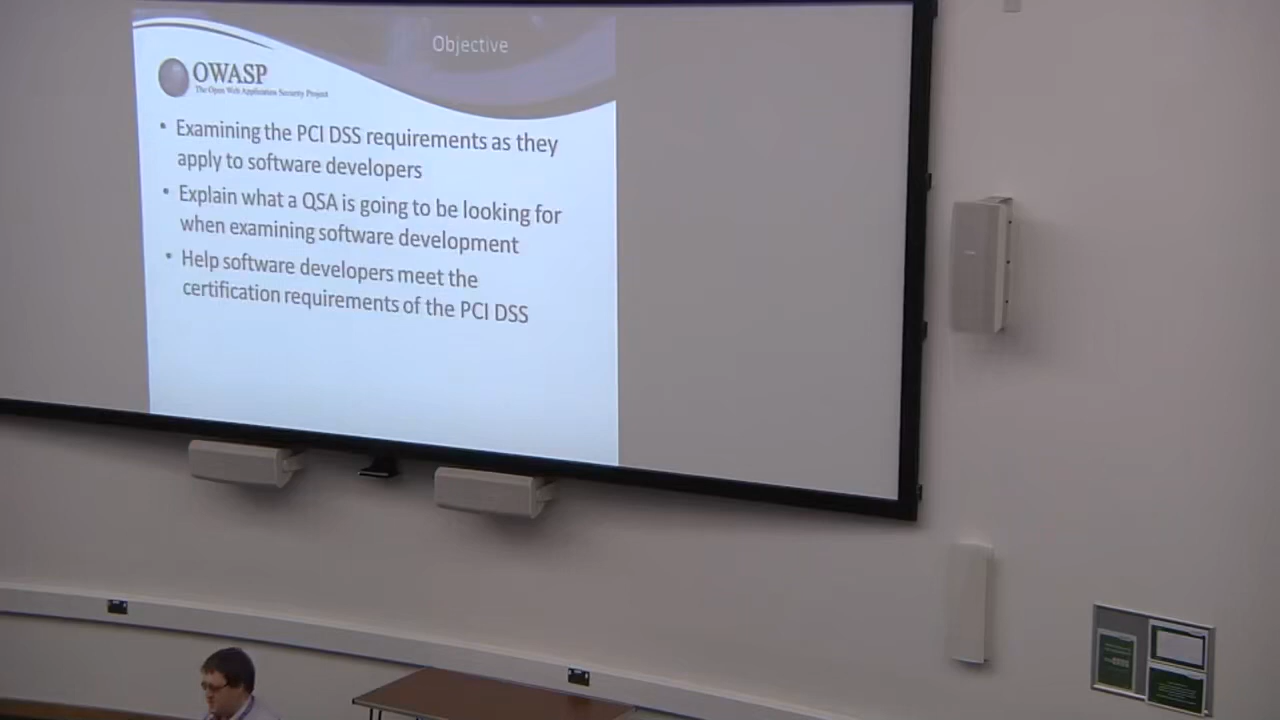 Objective
OWASP
The Open Web Application Security Project
• Examining the PCI DSS requirements as they
apply to software developers
• Explain what a QSA is going to be looking for
when examining software development
• Help software developers meet the
certification requirements of the PCI DSS